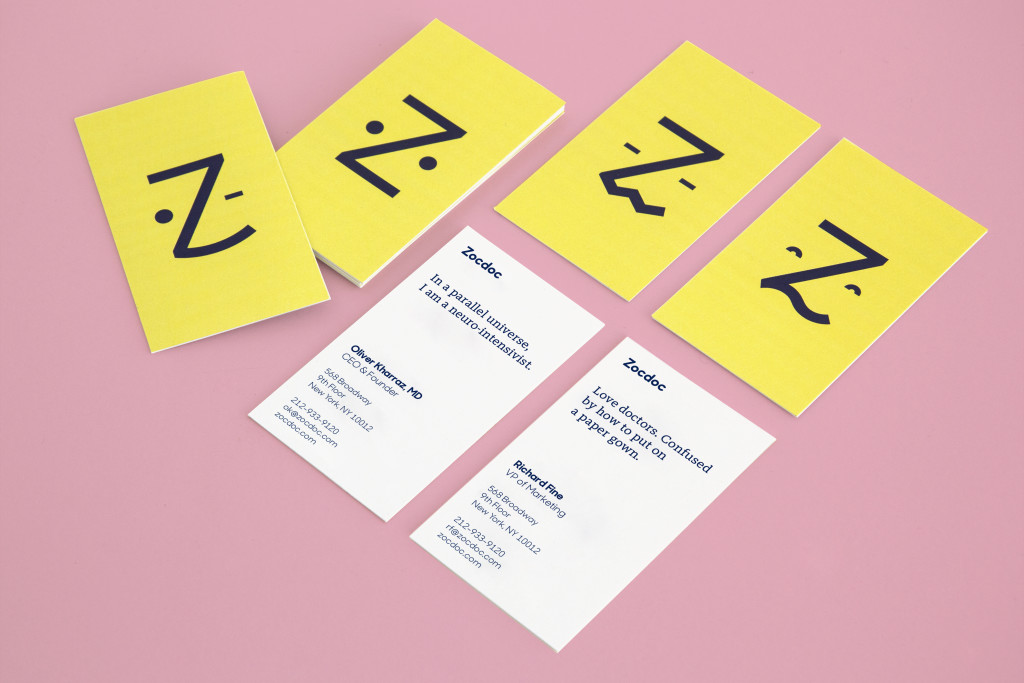 Z
Z
Z
Z
Zocdoc
In a parallel universe,
I am a neuro-intensivist.
Oliver Kharraz, MD
CEO & Founder
568 Broadway
9th Floor
New York, NY 10012
212-933-9120
ok@zocdoc.com
zocdoc.com
Zocdoc
Love doctors. Confused
by how to put on
a paper gown.
Richard Fine
VP of Marketing
568 Broadway
9th Floor
New York, NY 10012
212-933-9120
rf@zocdoc.com
zocdoc.com